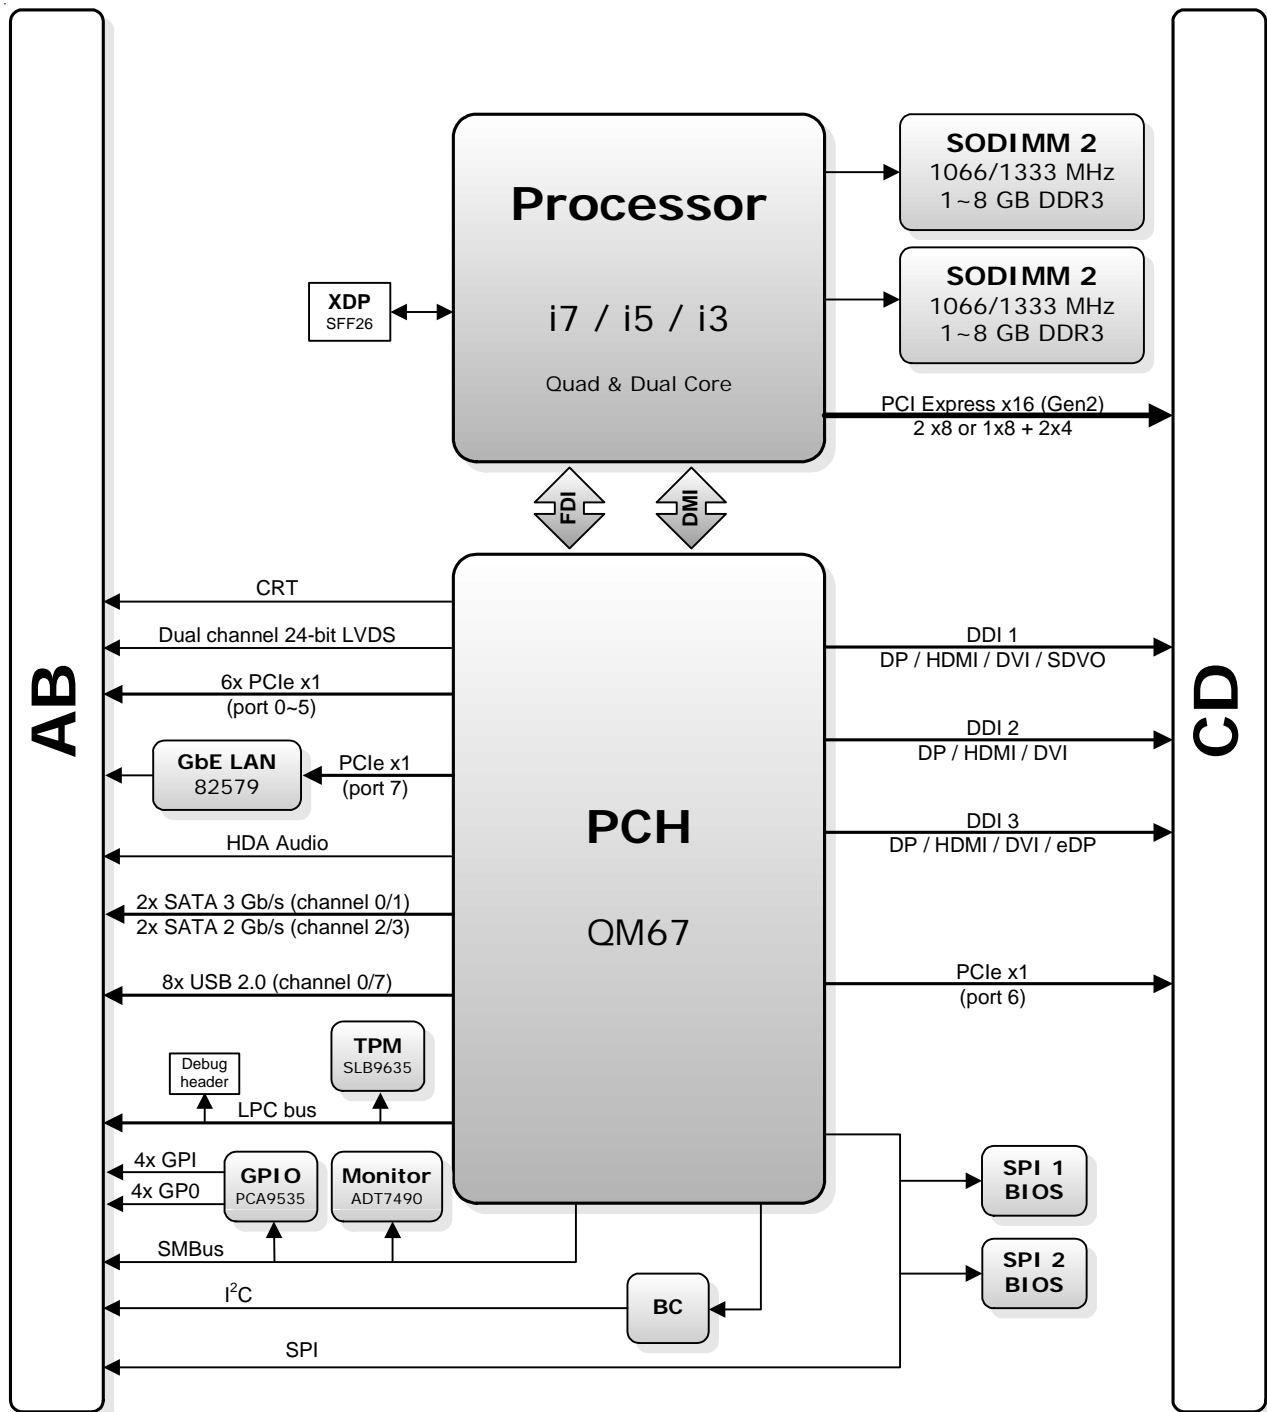 Processor
i7 / i5 / i3
Quad & Dual Core
SODIMM 2
1066/1333 MHz
1~8 GB DDR3
SODIMM 2
1066/1333 MHz
1~8 GB DDR3
XDP
SFF26
PCI Express x16 (Gen2)
2 x8 or 1x8 + 2x4
FDI
DMI
AB
CD
CRT
Dual channel 24-bit LVDS
6x PCIe x1
(port 0~5)
GbE LAN
82579
PCIe x1
(port 7)
HDA Audio
2x SATA 3 Gb/s (channel 0/1)
2x SATA 2 Gb/s (channel 2/3)
8x USB 2.0 (channel 0/7)
PCH
QM67
DDI 1
DP / HDMI / DVI / SDVO
DDI 2
DP / HDMI / DVI
DDI 3
DP / HDMI / DVI / eDP
PCIe x1
(port 6)
TPM
SLB9635
Debug
header
LPC bus
4x GPI
4x GP0
GPIO
PCA9535
Monitor
ADT7490
SMBus
I²C
BC
SPI
SPI 1
BIOS
SPI 2
BIOS